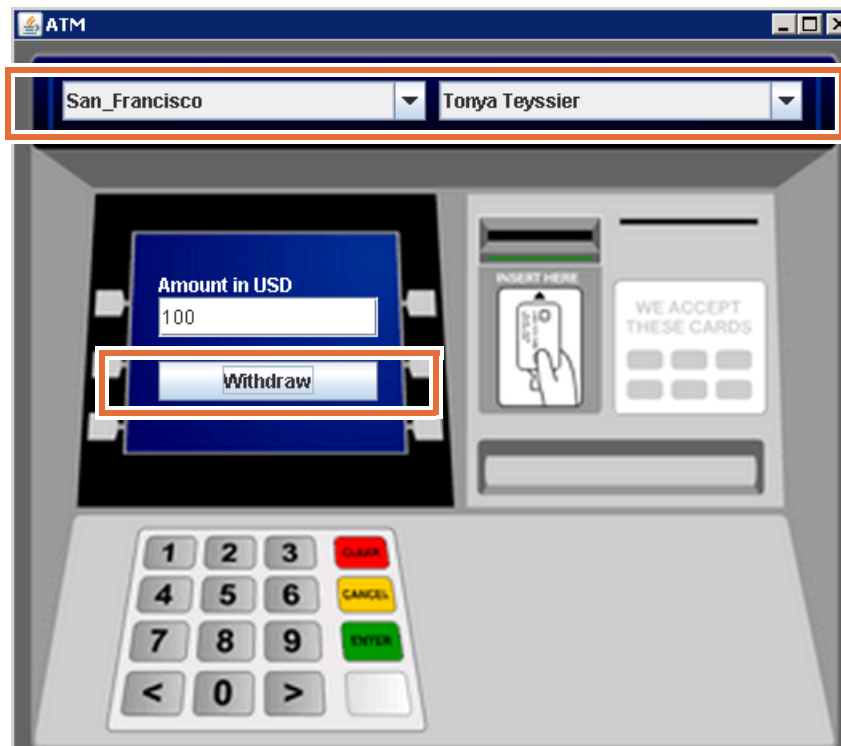 ATM
San_Francisco Tonya Teyssier
Amount in USD
100
Withdraw
INSERT HERE
WE ACCEPT
THESE CARDS
1 2 3 CLEAR
4 5 6 CANCEL
7 8 9 ENTER
< 0 >